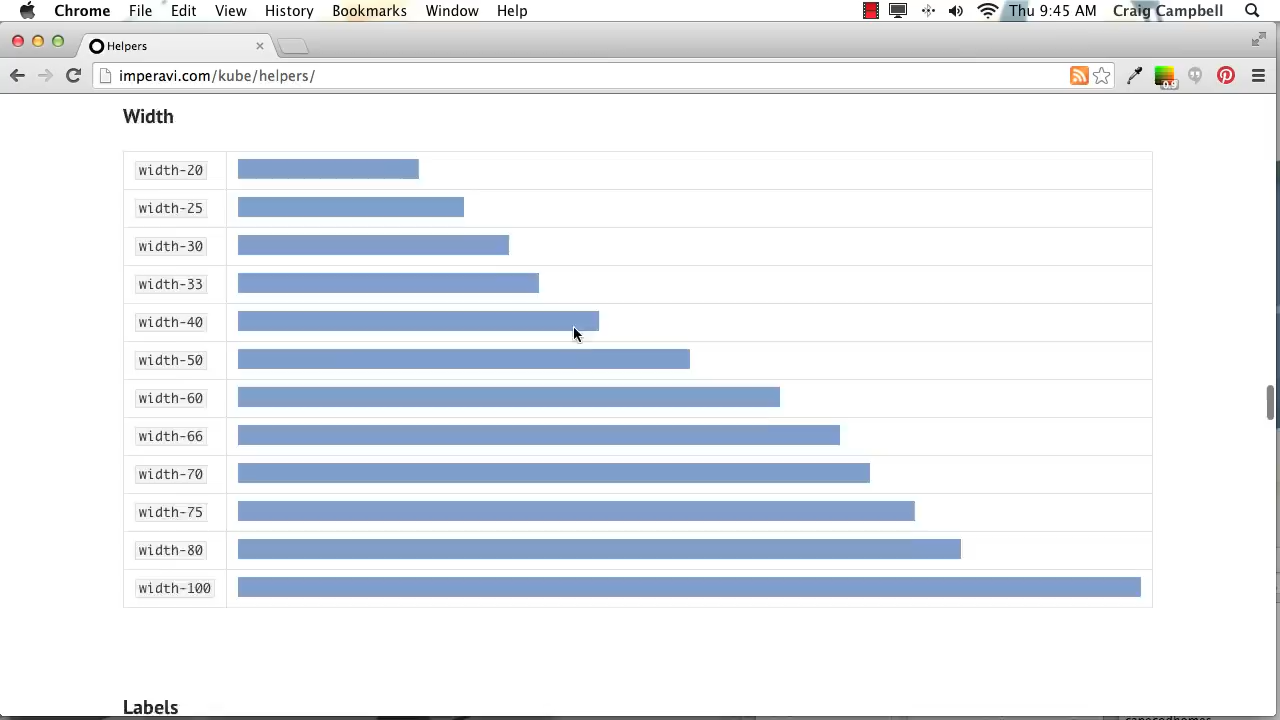 Chrome File Edit View History Bookmarks Window Help Thu 9:45 AM Craig Campbell
Helpers
imperavi.com/kube/helpers/
0.9
Width
width-20
width-25
width-30
width-33
width-40
width-50
width-60
width-66
width-70
width-75
width-80
width-100
Labels